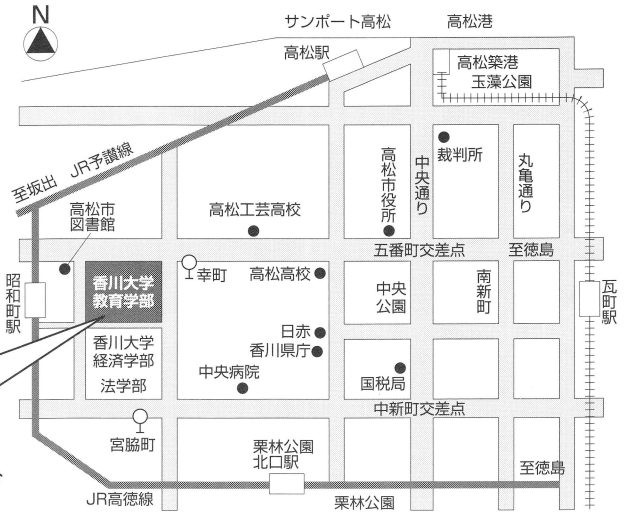 N
サンポート高松
高松港
高松駅
高松築港
玉藻公園
JR予讃線
至坂出
裁判所
高松市役所
中央通り
丸亀通り
高松市
図書館
高松工芸高校
五番町交差点
至徳島
幸町
高松高校
香川大学
教育学部
中央
公園
南新町
昭和町駅
瓦町駅
日赤
香川県庁
香川大学
経済学部
法学部
中央病院
国税局
中新町交差点
宮脇町
栗林公園
北口駅
至徳島
JR高徳線
栗林公園